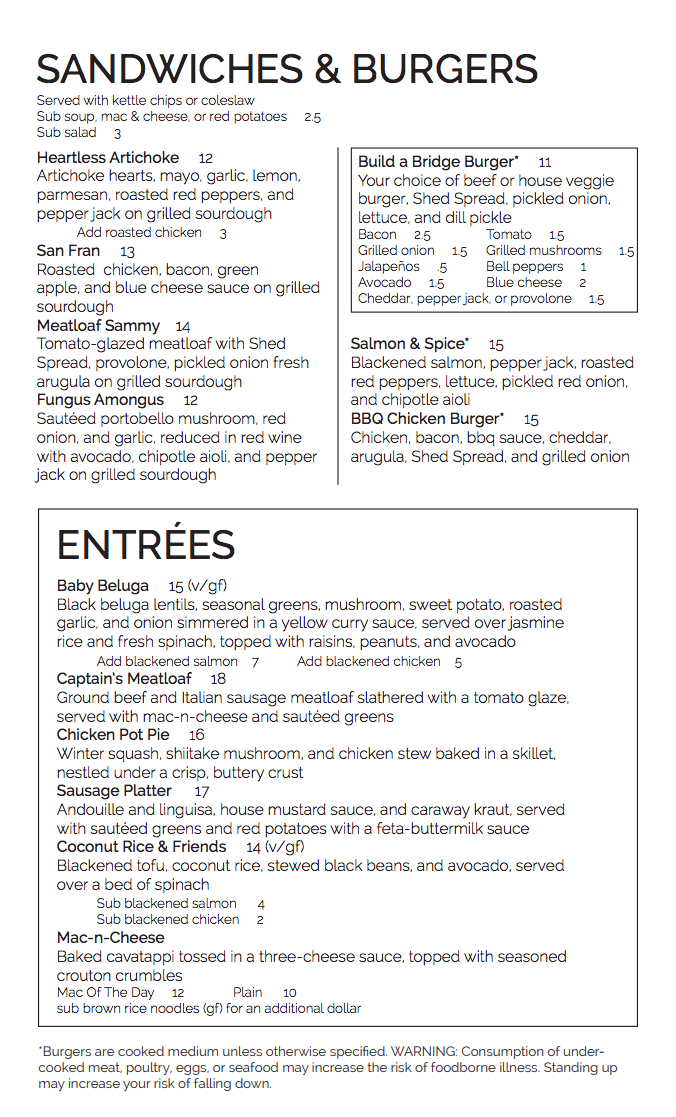 SANDWICHES & BURGERS
Served with kettle chips or coleslaw
Sub soup, mac & cheese, or red potatoes 2.5
Sub salad 3
Heartless Artichoke 12
Artichoke hearts, mayo, garlic, lemon,
parmesan, roasted red peppers, and
pepper jack on grilled sourdough
Add roasted chicken 3
San Fran 13
Roasted chicken, bacon, green
apple, and blue cheese sauce on grilled
sourdough
Meatloaf Sammy 14
Tomato-glazed meatloaf with Shed
Spread, provolone, pickled onion fresh
arugula on grilled sourdough
Fungus Amongus 12
Sautéed portobello mushroom, red
onion, and garlic, reduced in red wine
with avocado, chipotle aioli, and pepper
jack on grilled sourdough
Build a Bridge Burger* 11
Your choice of beef or house veggie
burger, Shed Spread, pickled onion,
lettuce, and dill pickle
Bacon 2.5 Tomato 1.5
Grilled onion 1.5 Grilled mushrooms 1.5
Jalapeños .5 Bell peppers 1
Avocado 1.5 Blue cheese 2
Cheddar, pepper jack, or provolone 1.5
Salmon & Spice* 15
Blackened salmon, pepper jack, roasted
red peppers, lettuce, pickled red onion,
and chipotle aioli
BBQ Chicken Burger* 15
Chicken, bacon, bbq sauce, cheddar,
arugula, Shed Spread, and grilled onion
ENTRÉES
Baby Beluga 15 (v/gf)
Black beluga lentils, seasonal greens, mushroom, sweet potato, roasted
garlic, and onion simmered in a yellow curry sauce, served over jasmine
rice and fresh spinach, topped with raisins, peanuts, and avocado
Add blackened salmon 7 Add blackened chicken 5
Captain's Meatloaf 18
Ground beef and Italian sausage meatloaf slathered with a tomato glaze,
served with mac-n-cheese and sautéed greens
Chicken Pot Pie 16
Winter squash, shiitake mushroom, and chicken stew baked in a skillet,
nestled under a crisp, buttery crust
Sausage Platter 17
Andouille and linguisa, house mustard sauce, and caraway kraut, served
with sautéed greens and red potatoes with a feta-buttermilk sauce
Coconut Rice & Friends 14 (v/gf)
Blackened tofu, coconut rice, stewed black beans, and avocado, served
over a bed of spinach
Sub blackened salmon 4
Sub blackened chicken 2
Mac-n-Cheese
Baked cavatappi tossed in a three-cheese sauce, topped with seasoned
crouton crumbles
Mac Of The Day 12 Plain 10
sub brown rice noodles (gf) for an additional dollar
*Burgers are cooked medium unless otherwise specified. WARNING: Consumption of under-
cooked meat, poultry, eggs, or seafood may increase the risk of foodborne illness. Standing up
may increase your risk of falling down.